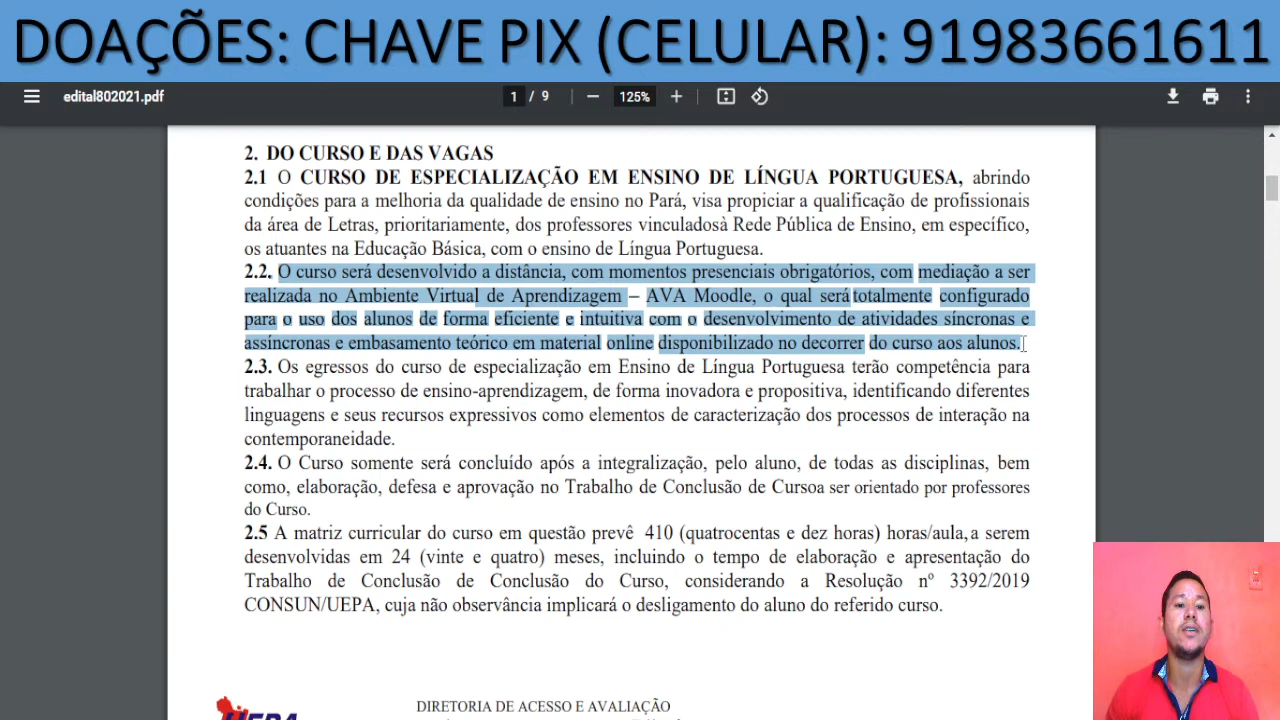 DOAÇÕES: CHAVE PIX (CELULAR): 91983661611
edital802021.pdf 1 / 9 125%
2. DO CURSO E DAS VAGAS
2.1 O CURSO DE ESPECIALIZAÇÃO EM ENSINO DE LÍNGUA PORTUGUESA, abrindo
condições para a melhoria da qualidade de ensino no Pará, visa propiciar a qualificação de profissionais
da área de Letras, prioritariamente, dos professores vinculadosà Rede Pública de Ensino, em específico,
os atuantes na Educação Básica, com o ensino de Língua Portuguesa.
2.2. O curso será desenvolvido a distância, com momentos presenciais obrigatórios, com mediação a ser
realizada no Ambiente Virtual de Aprendizagem – AVA Moodle, o qual será totalmente configurado
para o uso dos alunos de forma eficiente e intuitiva com o desenvolvimento de atividades síncronas e
assíncronas e embasamento teórico em material online disponibilizado no decorrer do curso aos alunos.
2.3. Os egressos do curso de especialização em Ensino de Língua Portuguesa terão competência para
trabalhar o processo de ensino-aprendizagem, de forma inovadora e propositiva, identificando diferentes
linguagens e seus recursos expressivos como elementos de caracterização dos processos de interação na
contemporaneidade.
2.4. O Curso somente será concluído após a integralização, pelo aluno, de todas as disciplinas, bem
como, elaboração, defesa e aprovação no Trabalho de Conclusão de Cursoa ser orientado por professores
do Curso.
2.5 A matriz curricular do curso em questão prevê 410 (quatrocentas e dez horas) horas/aula, a serem
desenvolvidas em 24 (vinte e quatro) meses, incluindo o tempo de elaboração e apresentação do
Trabalho de Conclusão de Conclusão do Curso, considerando a Resolução nº 3392/2019
CONSUN/UEPA, cuja não observância implicará o desligamento do aluno do referido curso.
DIRETORIA DE ACESSO E AVALIAÇÃO
UEPA